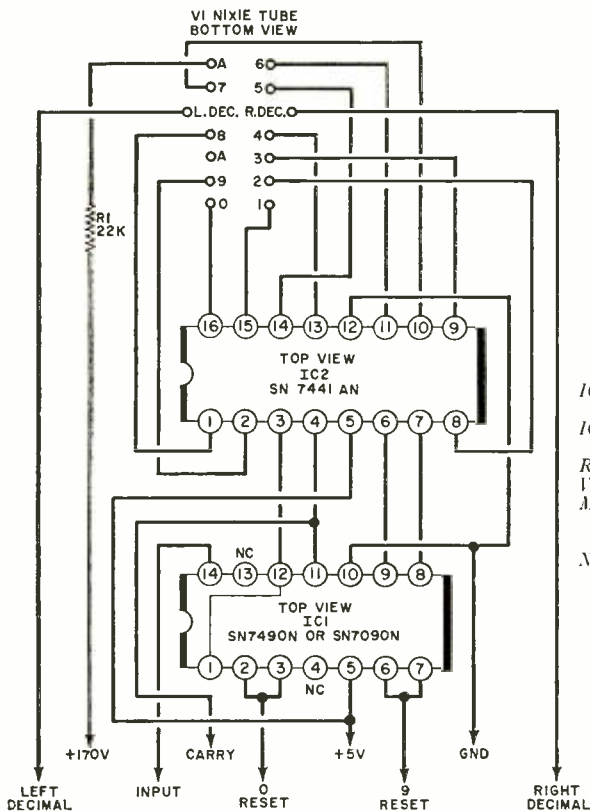 V1 NIXIE TUBE
BOTTOM VIEW
A 6
7 5
L. DEC. R. DEC.
8 4
A 3
9 2
0 1
R1
22K
16 15 14 13 12 11 10 9
TOP VIEW
IC2
SN 7441 AN
1 2 3 4 5 6 7 8
NC
14 13 12 11 10 9 8
TOP VIEW
IC1
SN7490N OR SN7090N
1 2 3 4 5 6 7
NC
+170V CARRY +5V GND
LEFT DECIMAL INPUT 0 RESET 9 RESET RIGHT DECIMAL
IC
IC
R
V
M
N